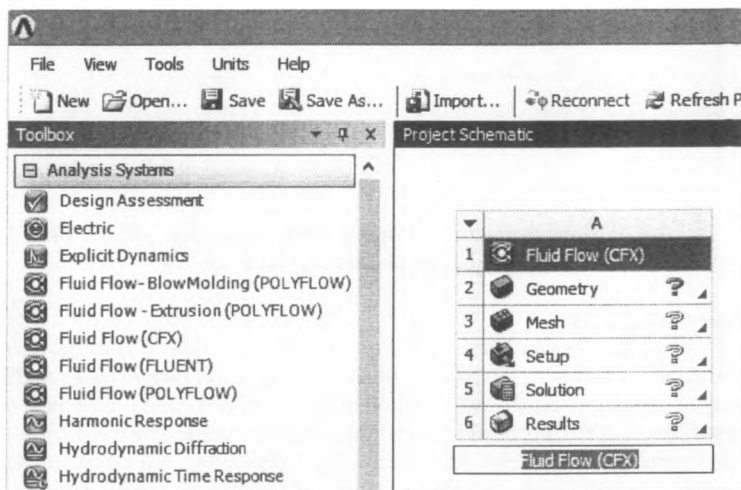 File View Tools Units Help
New Open... Save Save As... Import... Reconnect Refresh P
Toolbox
Analysis Systems
Design Assessment
Electric
Explicit Dynamics
Fluid Flow-BlowMolding (POLYFLOW)
Fluid Flow - Extrusion (POLYFLOW)
Fluid Flow (CFX)
Fluid Flow (FLUENT)
Fluid Flow (POLYFLOW)
Harmonic Response
Hydrodynamic Diffraction
Hydrodynamic Time Response
Project Schematic
A
1 Fluid Flow (CFX)
2 Geometry ?
3 Mesh ?
4 Setup ?
5 Solution ?
6 Results ?
Fluid Flow (CFX)